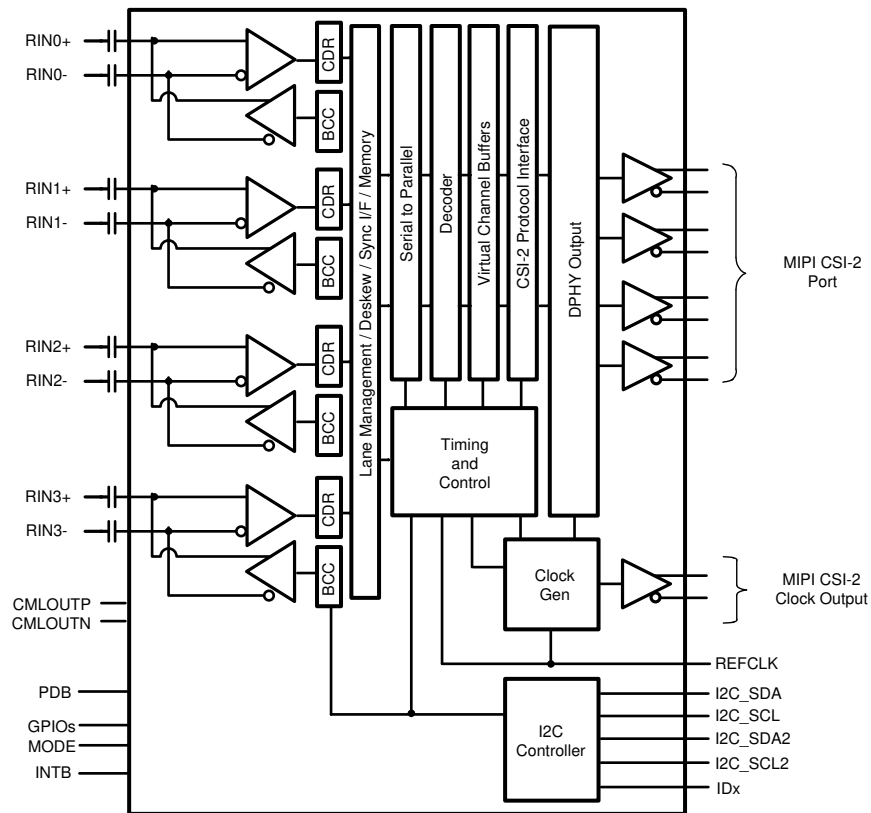 RIN0+
RIN0-
CDR
BCC
RIN1+
RIN1-
CDR
BCC
RIN2+
RIN2-
CDR
BCC
RIN3+
RIN3-
CDR
BCC
Lane Management / Deskew / Sync I/F / Memory
Serial to Parallel
Decoder
Virtual Channel Buffers
CSI-2 Protocol Interface
DPHY Output
MIPI CSI-2
Port
Timing
and
Control
Clock
Gen
MIPI CSI-2
Clock Output
CMLOUTP
CMLOUTN
PDB
GPIOs
MODE
INTB
I2C
Controller
REFCLK
I2C_SDA
I2C_SCL
I2C_SDA2
I2C_SCL2
IDx